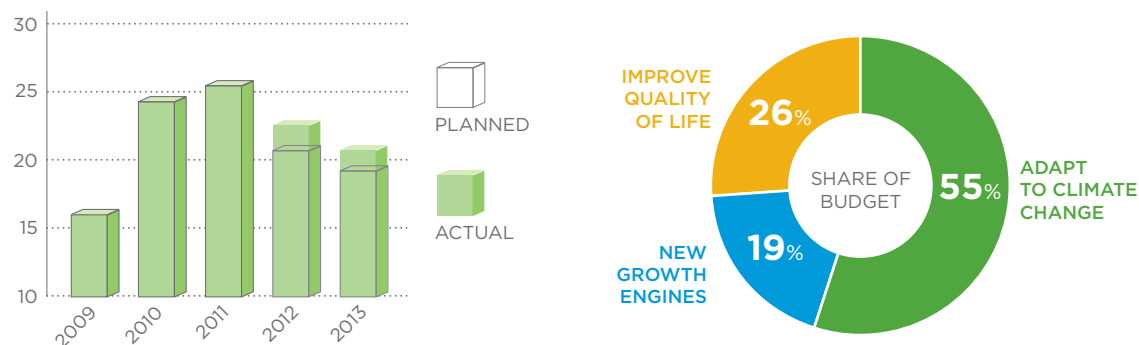 30
25
20
15
10
2009
2010
2011
2012
2013
PLANNED
ACTUAL
IMPROVE
QUALITY
OF LIFE
26%
NEW
GROWTH
ENGINES
19%
SHARE OF
BUDGET
55%
ADAPT
TO CLIMATE
CHANGE